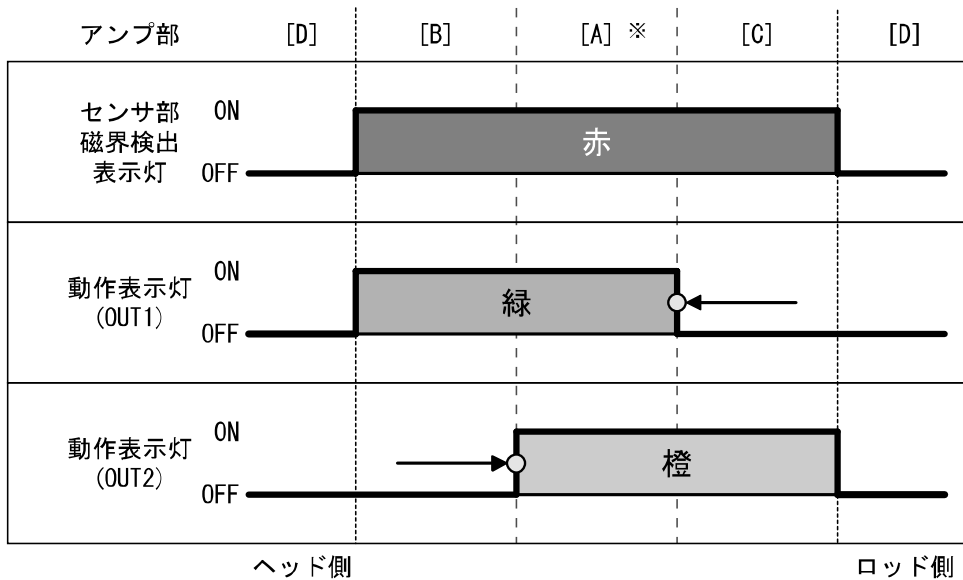 アンプ部 [D] [B] [A] ※ [C] [D]
センサ部
磁界検出
表示灯
ON
OFF
赤
動作表示灯
(OUT1)
ON
OFF
緑
動作表示灯
(OUT2)
ON
OFF
橙
ヘッド側 ロッド側